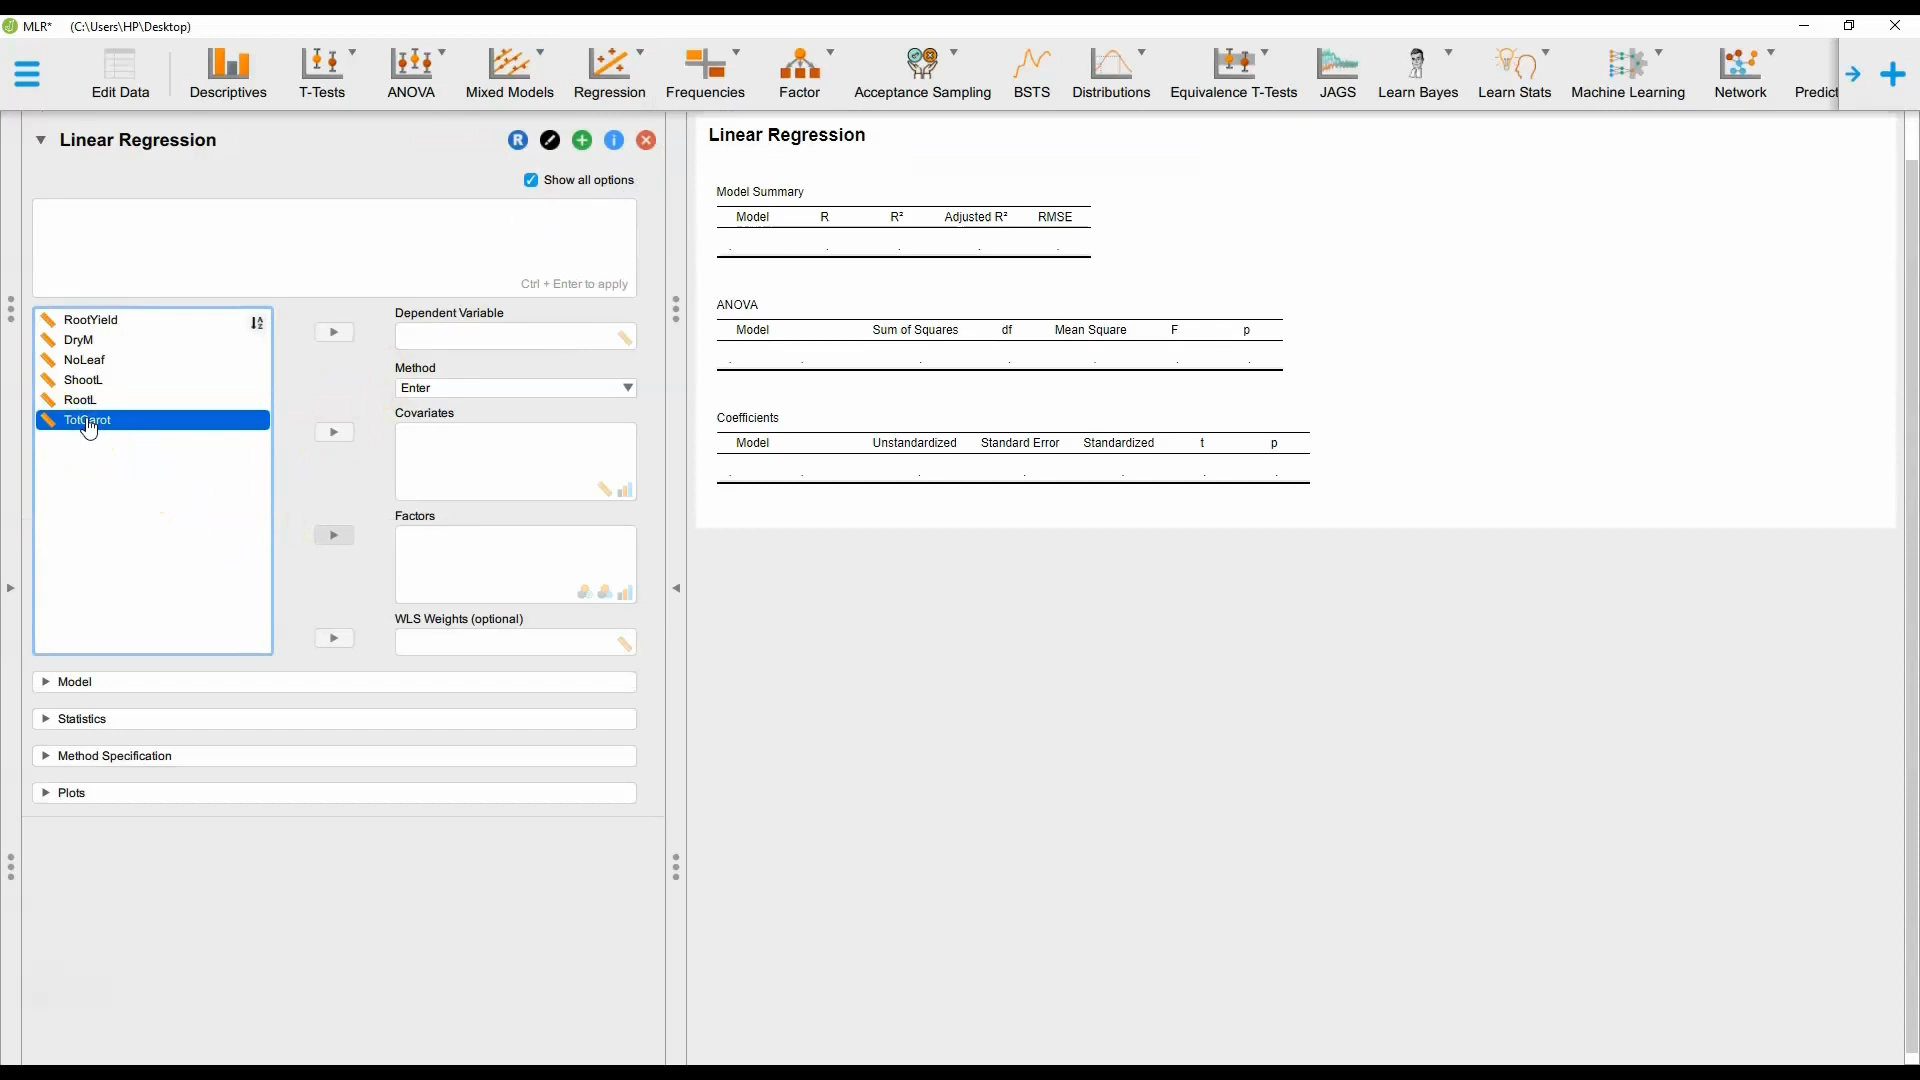 MLR* (C:\Users\HP\Desktop)
Edit Data Descriptives T-Tests ANOVA Mixed Models Regression Frequencies Factor Acceptance Sampling BSTS Distributions Equivalence T-Tests JAGS Learn Bayes Learn Stats Machine Learning Network Predict
Linear Regression
R i
Show all options
Ctrl + Enter to apply
RootYield
DryM
NoLeaf
ShootL
RootL
TotCarot
Dependent Variable
Method
Enter
Covariates
Factors
WLS Weights (optional)
Model
Statistics
Method Specification
Plots
Linear Regression
Model Summary
Model R R² Adjusted R² RMSE
. . . . .
ANOVA
Model Sum of Squares df Mean Square F p
. . . . . .
Coefficients
Model Unstandardized Standard Error Standardized t p
. . . . . . .